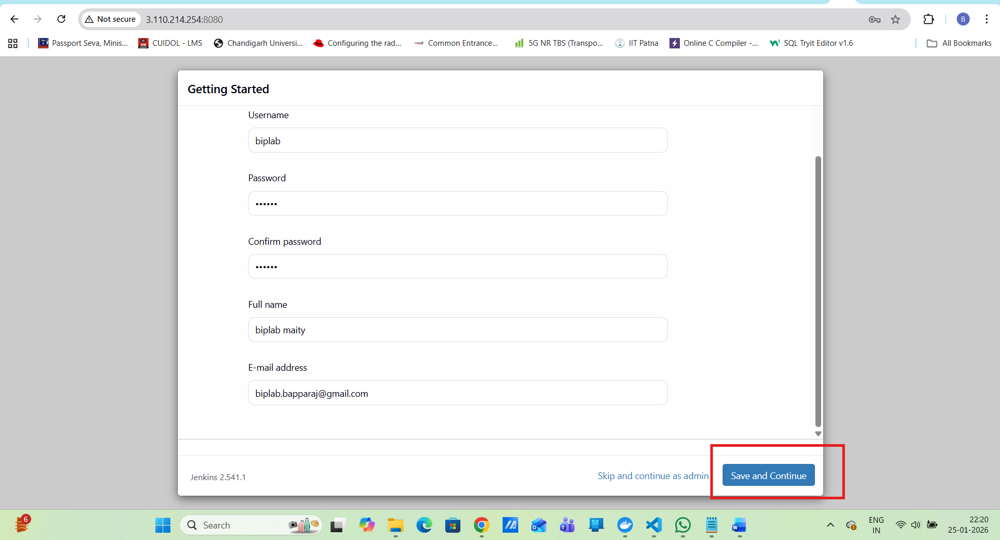 Not secure 3.110.214.254:8080 B
Passport Seva, Minis... CUIDOL - LMS Chandigarh Universi... Configuring the rad... Common Entrance... 5G NR TBS (Transpo... IIT Patna Online C Compiler -... SQL Tryit Editor v1.6 All Bookmarks
Getting Started
Username
biplab
Password
••••••
Confirm password
••••••
Full name
biplab maity
E-mail address
biplab.bapparaj@gmail.com
Jenkins 2.541.1 Skip and continue as admin Save and Continue
6 Search ENG 22:20
IN 25-01-2026